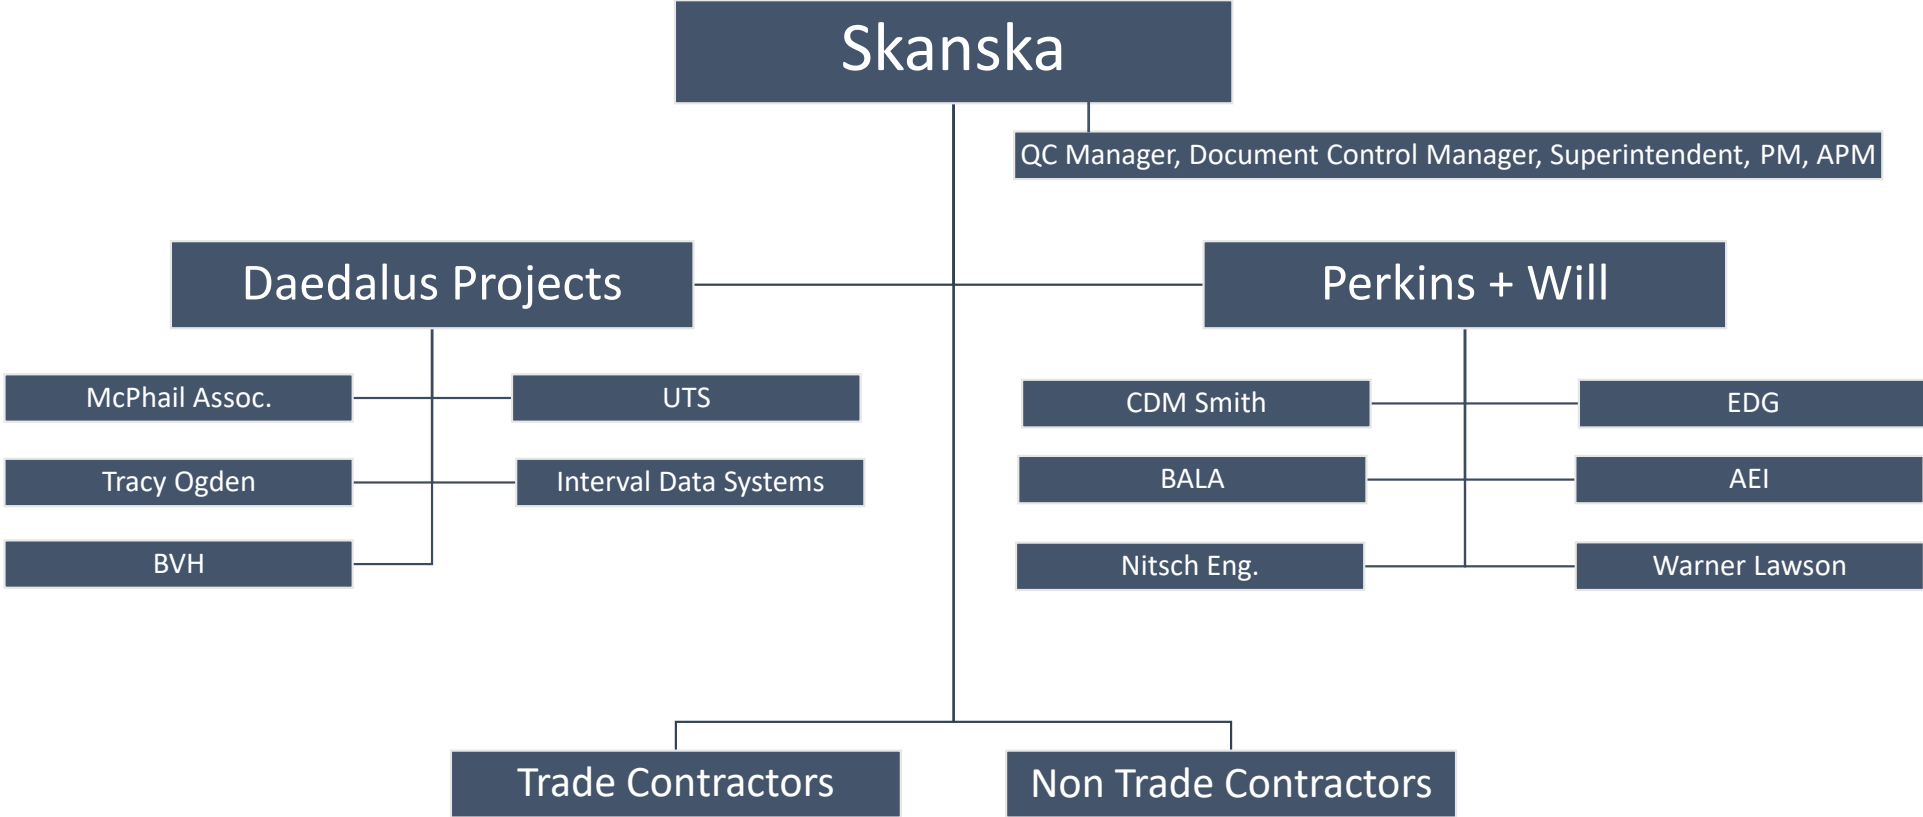 Skanska
QC Manager, Document Control Manager, Superintendent, PM, APM
Daedalus Projects
Perkins + Will
McPhail Assoc.
UTS
CDM Smith
EDG
Tracy Ogden
Interval Data Systems
BALA
AEI
BVH
Nitsch Eng.
Warner Lawson
Trade Contractors
Non Trade Contractors